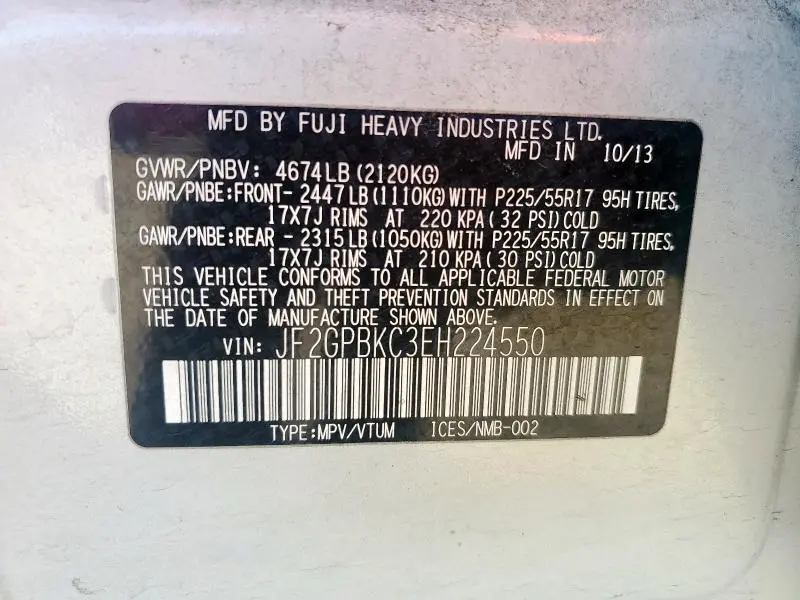 MFD BY FUJI HEAVY INDUSTRIES LTD.
MFD IN 10/13
GVWR/PNBV: 4674LB (2120KG)
GAWR/PNBE:FRONT- 2447LB (1110KG) WITH P225/55R17 95H TIRES,
17X7J RIMS AT 220 KPA ( 32 PSI) COLD
GAWR/PNBE:REAR - 2315LB (1050KG) WITH P225/55R17 95H TIRES,
17X7J RIMS AT 210 KPA ( 30 PSI) COLD
THIS VEHICLE CONFORMS TO ALL APPLICABLE FEDERAL MOTOR
VEHICLE SAFETY AND THEFT PREVENTION STANDARDS IN EFFECT ON
THE DATE OF MANUFACTURE SHOWN ABOVE.
VIN: JF2GPBKC3EH224550
TYPE:MPV/VTUM ICES/NMB-002